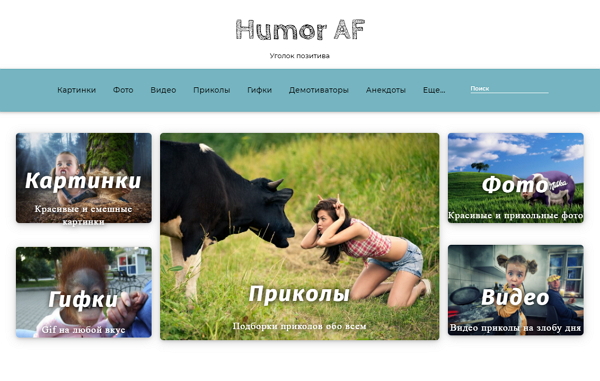 Humor AF
Уголок позитива
Картинки Фото Видео Приколы Гифки Демотиваторы Анекдоты Еще... Поиск
Картинки
Красивые и смешные
картинки
Приколы
Подборки приколов обо всем
Фото
Красивые и прикольные фото
Гифки
Gif на любой вкус
Видео
Видео приколы на злобу дня